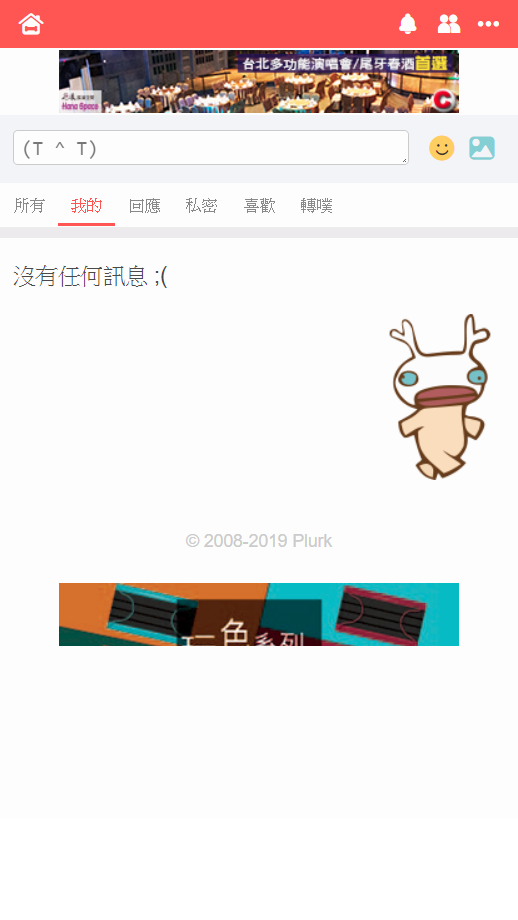 台北多功能演唱會/尾牙春酒首選
Hana Space
(T ^ T)
所有 我的 回應 私密 喜歡 轉噗
沒有任何訊息 ;(
© 2008-2019 Plurk
色系列